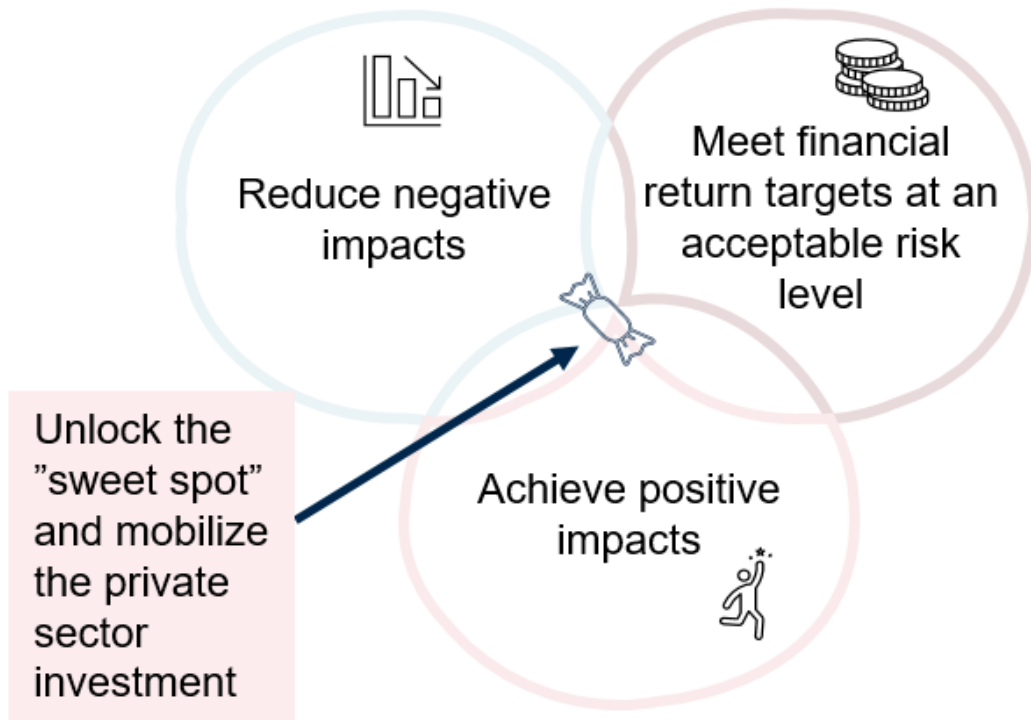 Reduce negative
impacts
Meet financial
return targets at an
acceptable risk
level
Unlock the
”sweet spot”
and mobilize
the private
sector
investment
Achieve positive
impacts